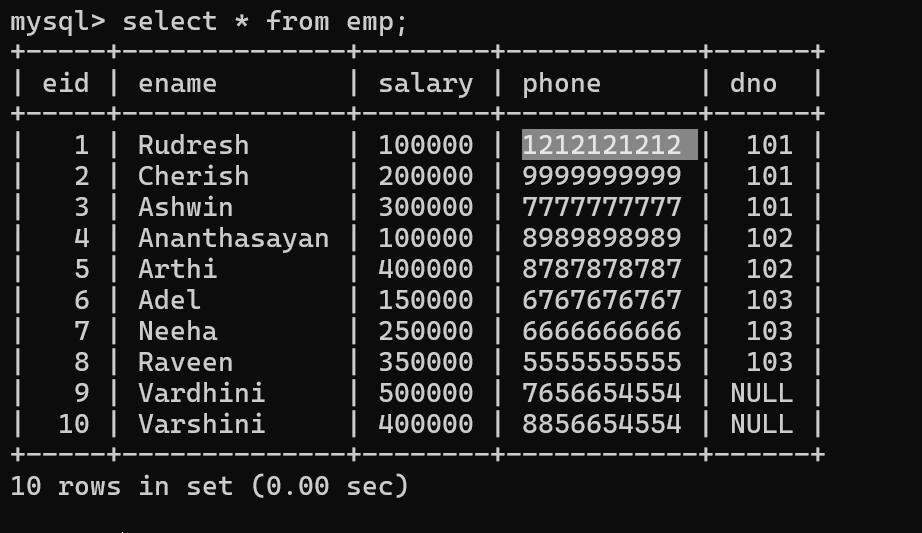 mysql> select * from emp;
+-----+--------------+--------+------------+------+
| eid | ename        | salary | phone      | dno  |
+-----+--------------+--------+------------+------+
|   1 | Rudresh      | 100000 | 1212121212 |  101 |
|   2 | Cherish      | 200000 | 9999999999 |  101 |
|   3 | Ashwin       | 300000 | 7777777777 |  101 |
|   4 | Ananthasayan | 100000 | 8989898989 |  102 |
|   5 | Arthi        | 400000 | 8787878787 |  102 |
|   6 | Adel         | 150000 | 6767676767 |  103 |
|   7 | Neeha        | 250000 | 6666666666 |  103 |
|   8 | Raveen       | 350000 | 5555555555 |  103 |
|   9 | Vardhini     | 500000 | 7656654554 | NULL |
|  10 | Varshini     | 400000 | 8856654554 | NULL |
+-----+--------------+--------+------------+------+
10 rows in set (0.00 sec)